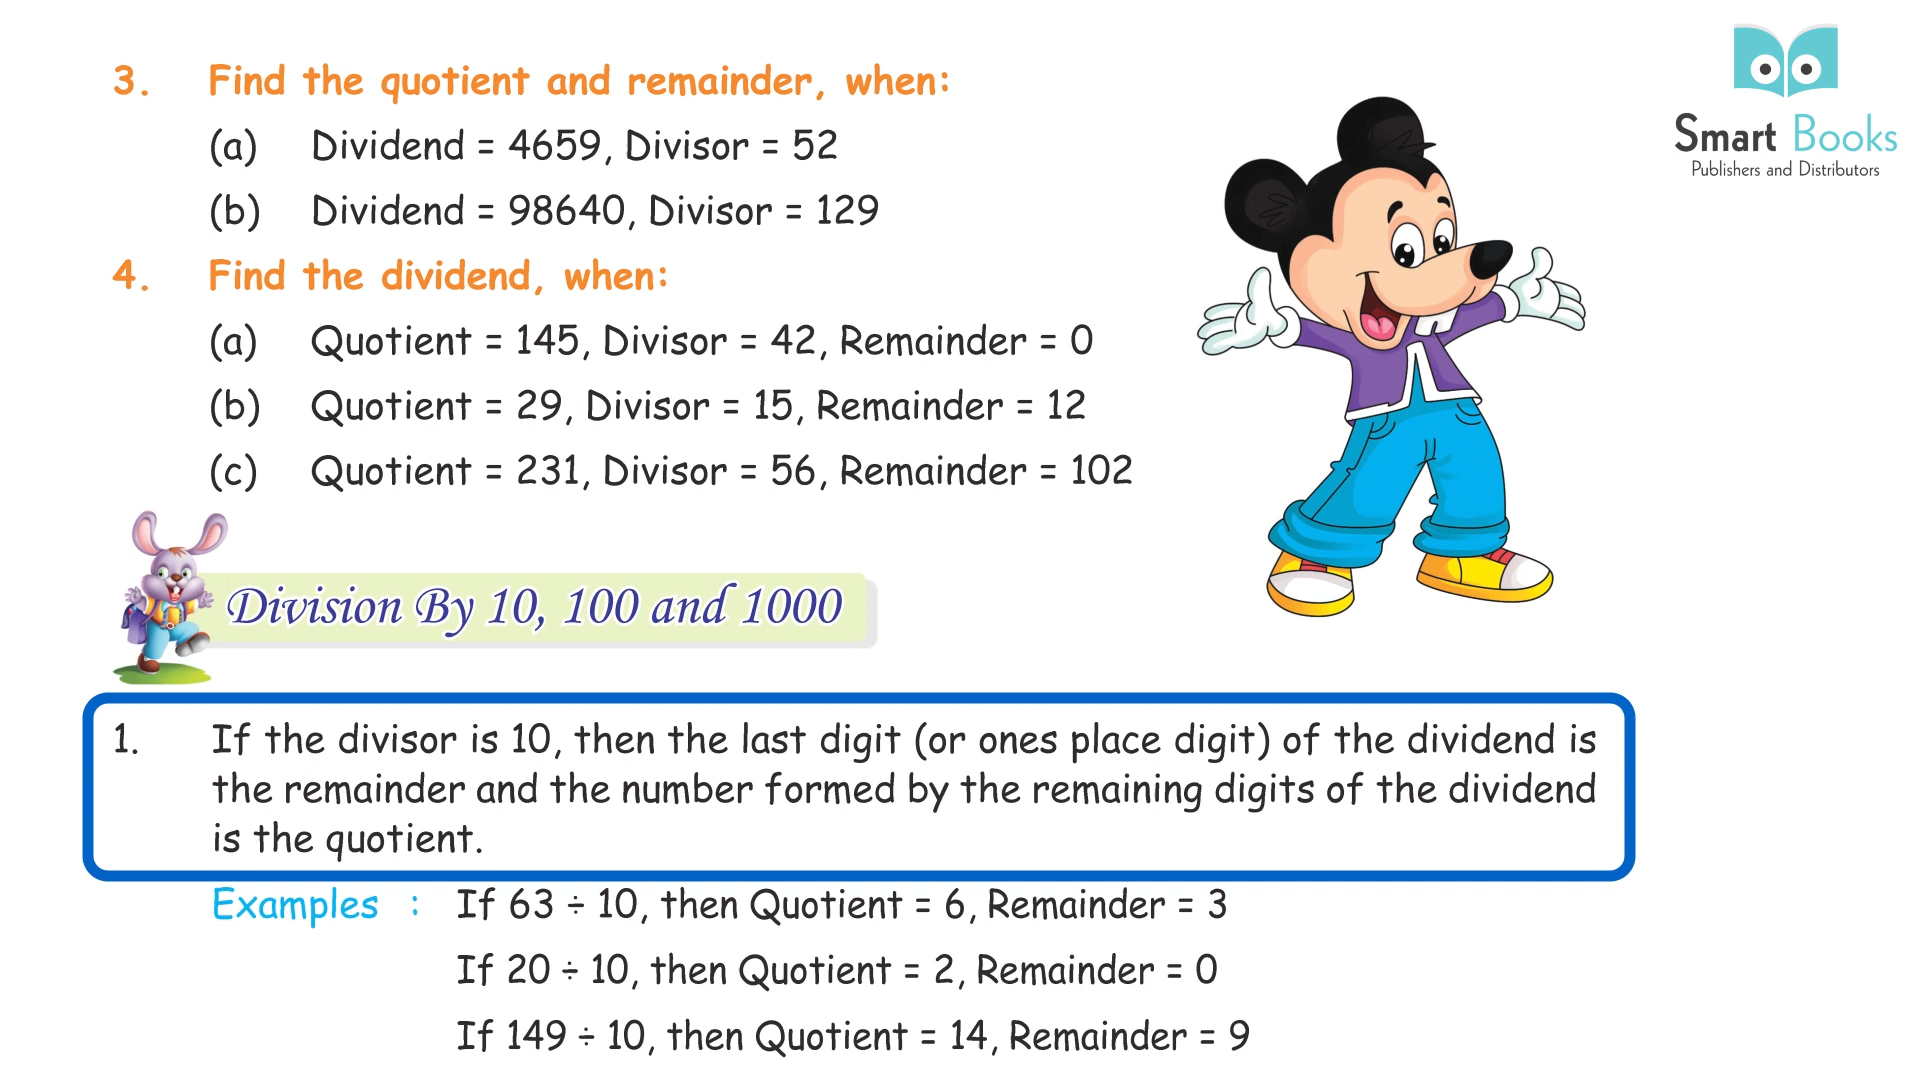 Smart Books
Publishers and Distributors
3. Find the quotient and remainder, when:
(a) Dividend = 4659, Divisor = 52
(b) Dividend = 98640, Divisor = 129
4. Find the dividend, when:
(a) Quotient = 145, Divisor = 42, Remainder = 0
(b) Quotient = 29, Divisor = 15, Remainder = 12
(c) Quotient = 231, Divisor = 56, Remainder = 102
Division By 10, 100 and 1000
1. If the divisor is 10, then the last digit (or ones place digit) of the dividend is
the remainder and the number formed by the remaining digits of the dividend
is the quotient.
Examples : If 63 ÷ 10, then Quotient = 6, Remainder = 3
If 20 ÷ 10, then Quotient = 2, Remainder = 0
If 149 ÷ 10, then Quotient = 14, Remainder = 9